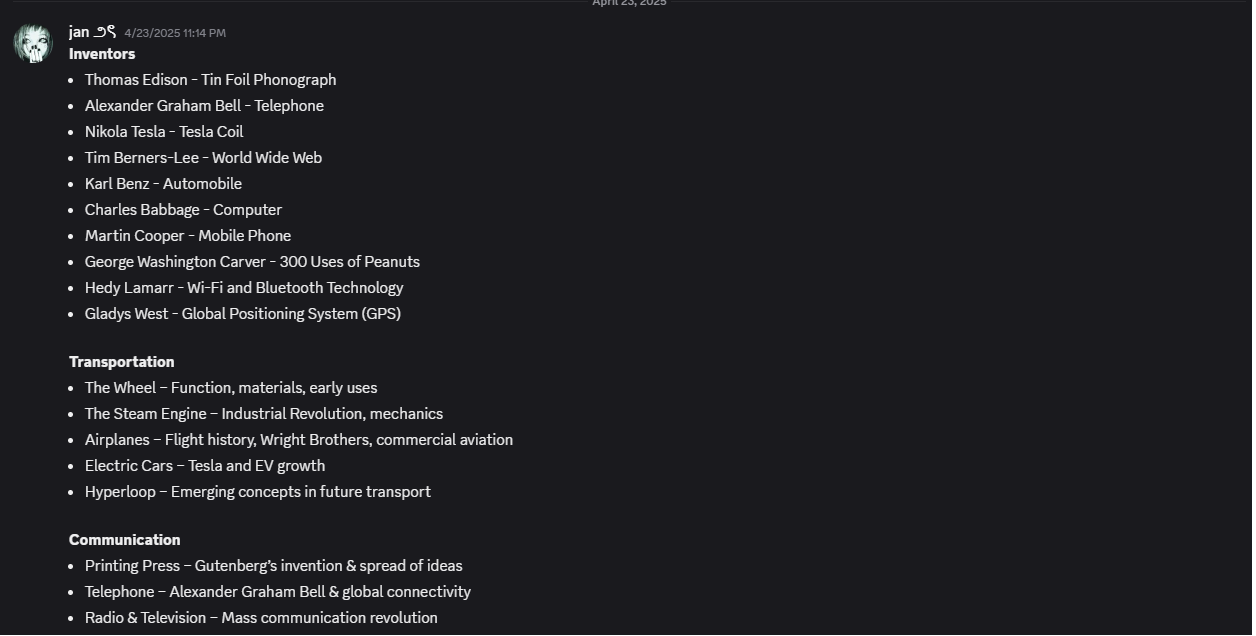 April 23, 2025
jan ૭ৎ 4/23/2025 11:14 PM
Inventors
• Thomas Edison - Tin Foil Phonograph
• Alexander Graham Bell - Telephone
• Nikola Tesla - Tesla Coil
• Tim Berners-Lee - World Wide Web
• Karl Benz - Automobile
• Charles Babbage - Computer
• Martin Cooper - Mobile Phone
• George Washington Carver - 300 Uses of Peanuts
• Hedy Lamarr - Wi-Fi and Bluetooth Technology
• Gladys West - Global Positioning System (GPS)
Transportation
• The Wheel – Function, materials, early uses
• The Steam Engine – Industrial Revolution, mechanics
• Airplanes – Flight history, Wright Brothers, commercial aviation
• Electric Cars – Tesla and EV growth
• Hyperloop – Emerging concepts in future transport
Communication
• Printing Press – Gutenberg’s invention & spread of ideas
• Telephone – Alexander Graham Bell & global connectivity
• Radio & Television – Mass communication revolution